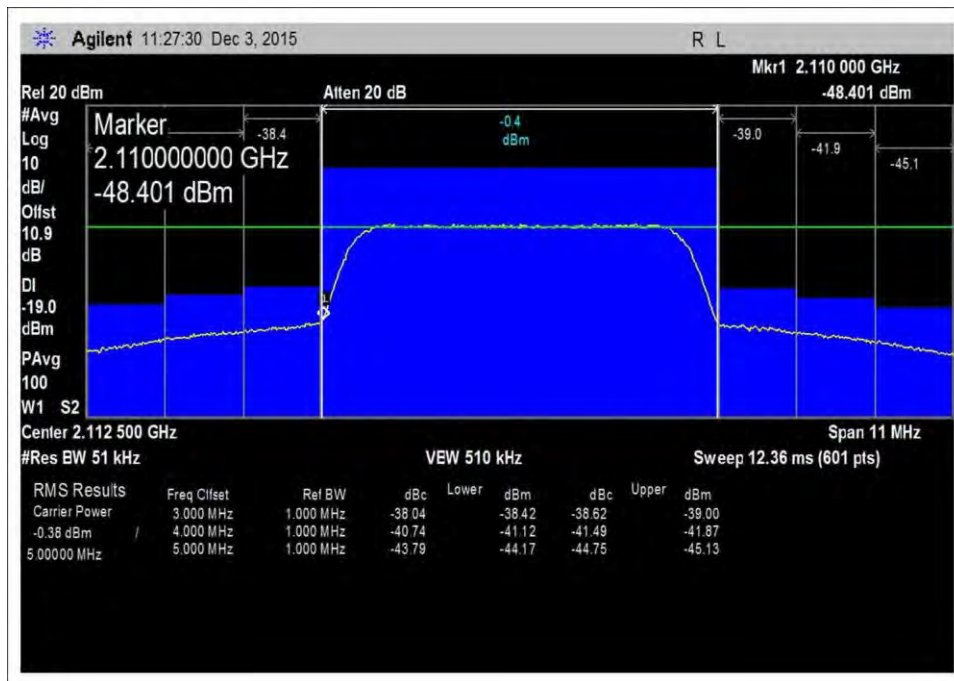 Agilent 11:27:30 Dec 3, 2015 R L
Mkr1 2.110 000 GHz
Ref 20 dBm Atten 20 dB -48.401 dBm
#Avg
Log
10
dB/
Offst
10.9
dB
DI
-19.0
dBm
PAvg
100
W1 S2
Marker
2.110000000 GHz
-48.401 dBm
-38.4
-0.4
dBm
-39.0
-41.9
-45.1
1
Center 2.112 500 GHz Span 11 MHz
#Res BW 51 kHz VBW 510 kHz Sweep 12.36 ms (601 pts)
RMS Results Freq Offset Ref BW dBc Lower dBm dBc Upper dBm
Carrier Power 3.000 MHz 1.000 MHz -38.04 -38.42 -38.62 -39.00
-0.38 dBm / 4.000 MHz 1.000 MHz -40.74 -41.12 -41.49 -41.87
5.00000 MHz 5.000 MHz 1.000 MHz -43.79 -44.17 -44.75 -45.13